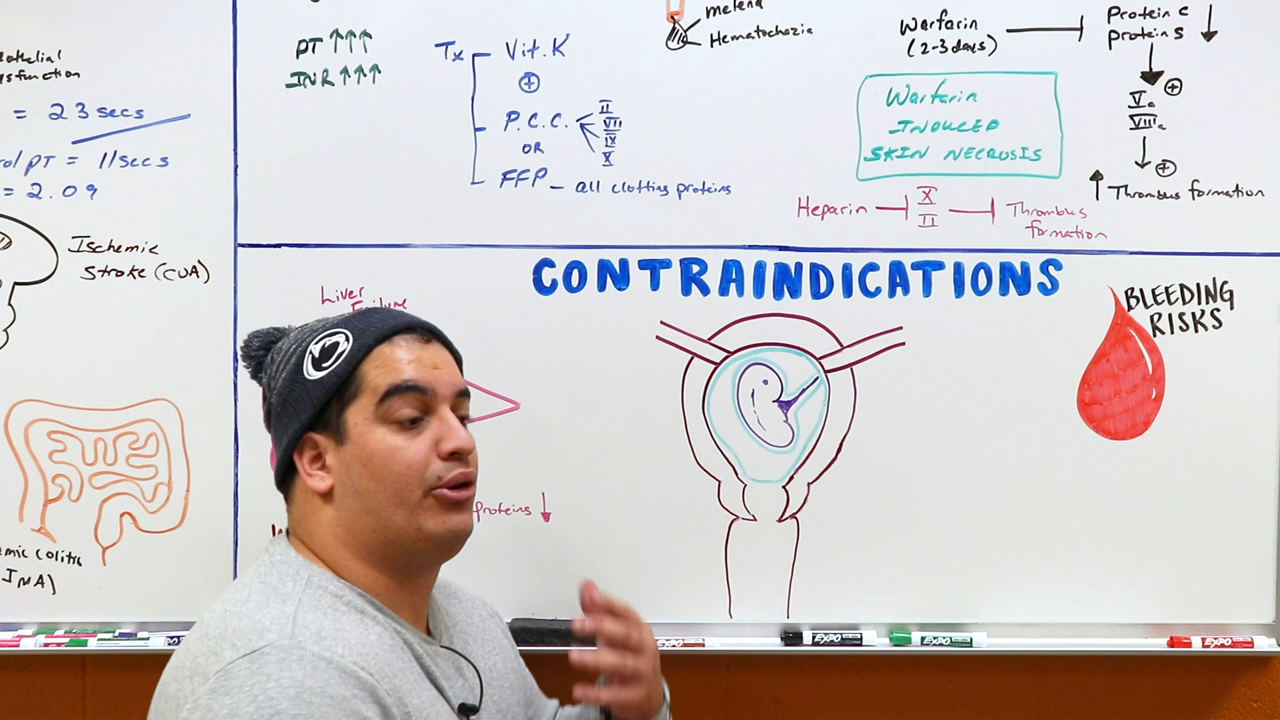 PT ↑↑↑
INR ↑↑↑
Tx
Vit. K
⊕
P.C.C.
II
VII
IX
X
OR
FFP – all clotting proteins
melena
Hematochezia
Warfarin
(2-3 days)
Protein C
protein S ↓
⊕
Va
VIIIa
⊕
↑ Thrombus formation
Warfarin
INDUCED
SKIN NECROSIS
Heparin
X
II
Thrombus
formation
= 23 secs
PT = 11 secs
= 2.09
Ischemic
Stroke (CVA)
CONTRAINDICATIONS
Liver
BLEEDING
RISKS
proteins ↓
EXPO
EXPO
EXPO
EXPO